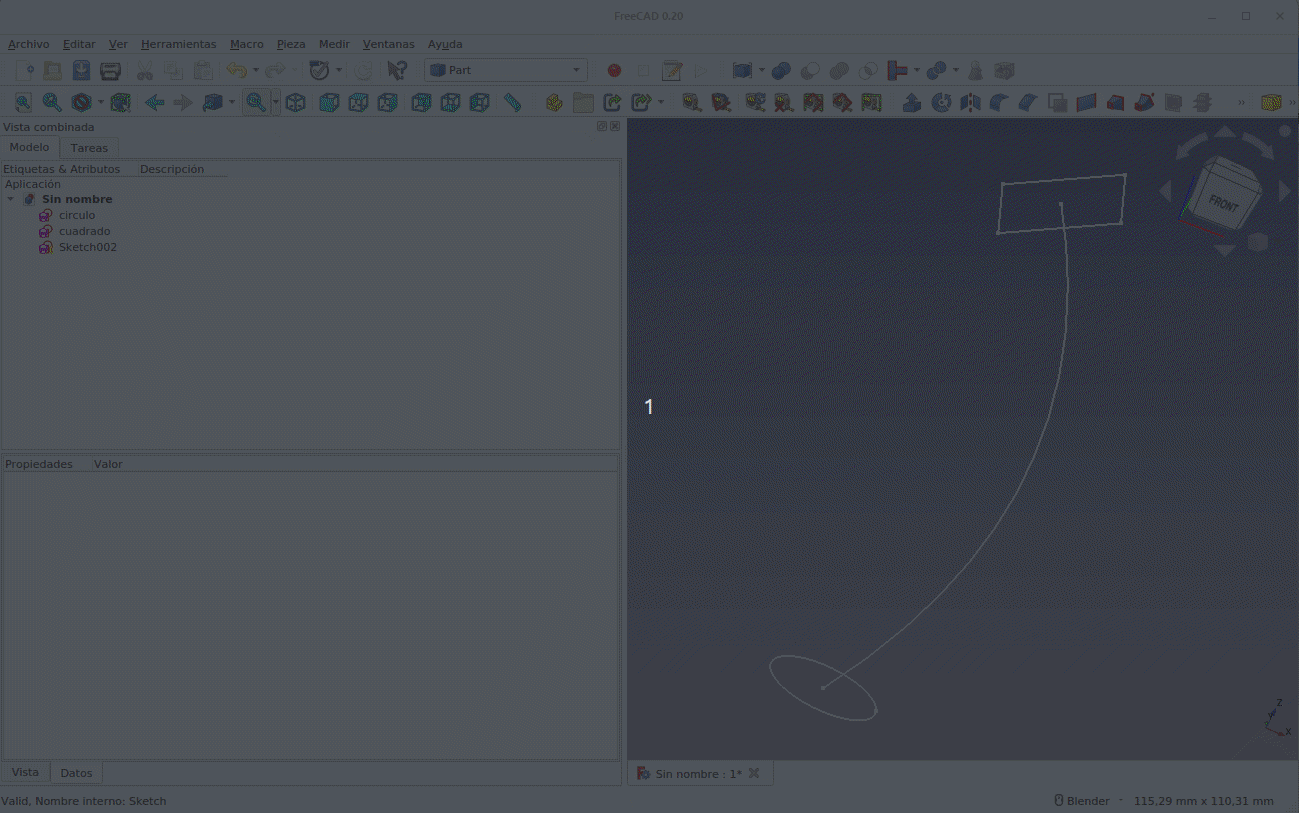 FreeCAD 0.20
Archivo Editar Ver Herramientas Macro Pieza Medir Ventanas Ayuda
Part
Vista combinada
Modelo Tareas
Etiquetas & Atributos Descripción
Aplicación
Sin nombre
circulo
cuadrado
Sketch002
FRONT
1
Propiedades Valor
Z
X
Vista Datos
Sin nombre : 1*
Valid, Nombre interno: Sketch
Blender 115,29 mm x 110,31 mm